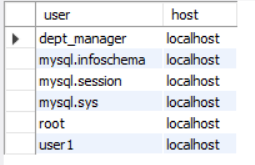 user host
dept_manager localhost
mysql.infoschema localhost
mysql.session localhost
mysql.sys localhost
root localhost
user1 localhost